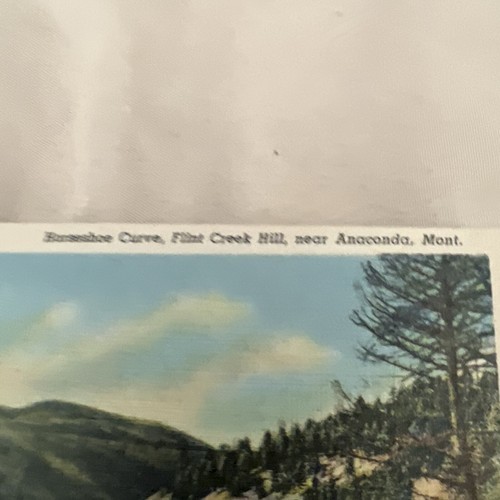 Horseshoe Curve, Flint Creek Hill, near Anaconda, Mont.